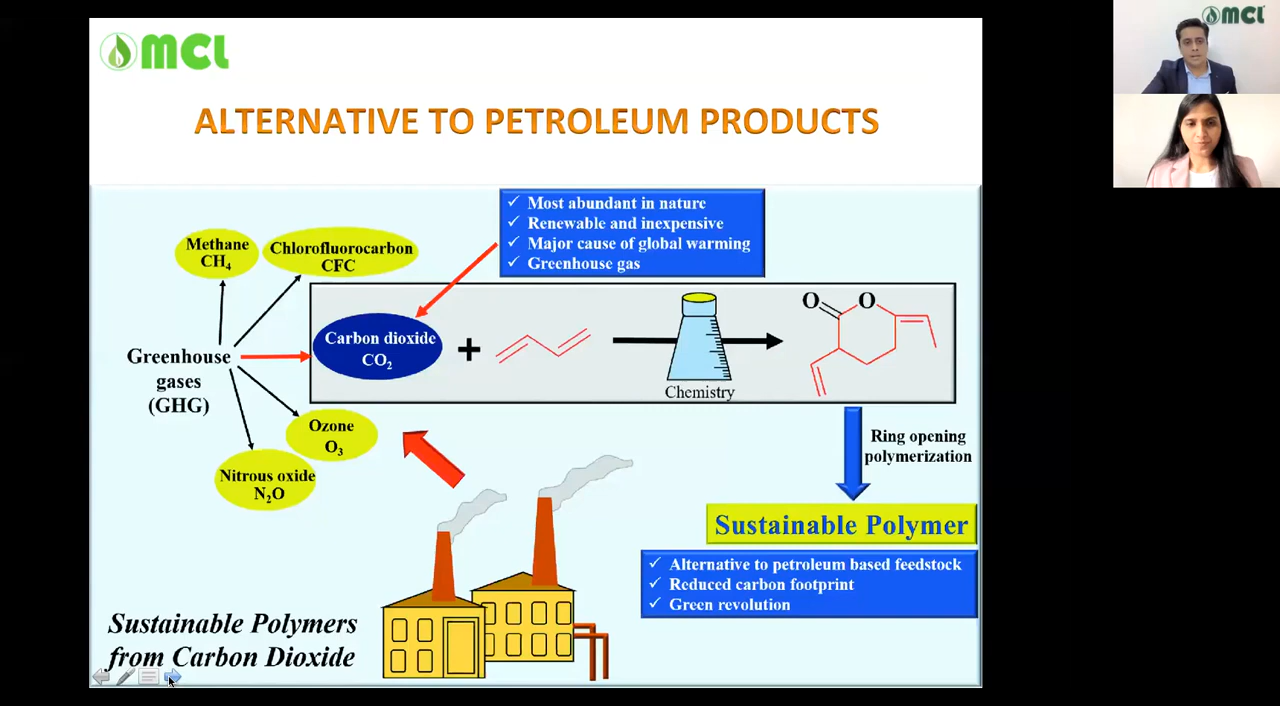 MCL
MCL
ALTERNATIVE TO PETROLEUM PRODUCTS
Most abundant in nature
Renewable and inexpensive
Major cause of global warming
Greenhouse gas
Methane
CH₄
Chlorofluorocarbon
CFC
Greenhouse
gases
(GHG)
Carbon dioxide
CO₂
+
Chemistry
O
O
Ozone
O₃
Nitrous oxide
N₂O
Ring opening
polymerization
Sustainable Polymer
Alternative to petroleum based feedstock
Reduced carbon footprint
Green revolution
Sustainable Polymers
from Carbon Dioxide